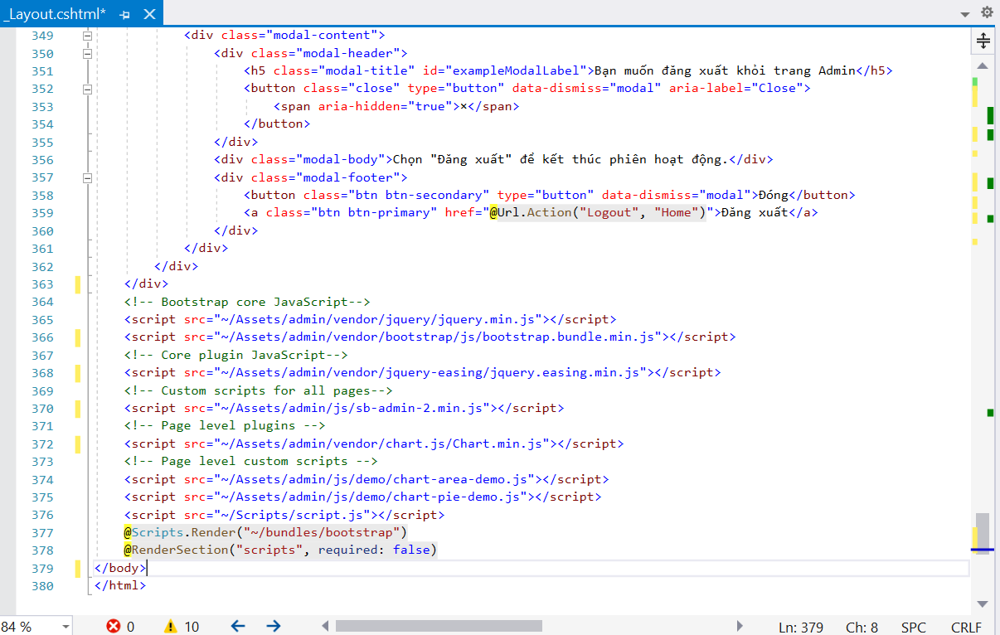 _Layout.cshtml*
349 <div class="modal-content">
350 <div class="modal-header">
351 <h5 class="modal-title" id="exampleModalLabel">Bạn muốn đăng xuất khỏi trang Admin</h5>
352 <button class="close" type="button" data-dismiss="modal" aria-label="Close">
353 <span aria-hidden="true">×</span>
354 </button>
355 </div>
356 <div class="modal-body">Chọn "Đăng xuất" để kết thúc phiên hoạt động.</div>
357 <div class="modal-footer">
358 <button class="btn btn-secondary" type="button" data-dismiss="modal">Đóng</button>
359 <a class="btn btn-primary" href="@Url.Action("Logout", "Home")">Đăng xuất</a>
360 </div>
361 </div>
362 </div>
363 </div>
364 <!-- Bootstrap core JavaScript-->
365 <script src="~/Assets/admin/vendor/jquery/jquery.min.js"></script>
366 <script src="~/Assets/admin/vendor/bootstrap/js/bootstrap.bundle.min.js"></script>
367 <!-- Core plugin JavaScript-->
368 <script src="~/Assets/admin/vendor/jquery-easing/jquery.easing.min.js"></script>
369 <!-- Custom scripts for all pages-->
370 <script src="~/Assets/admin/js/sb-admin-2.min.js"></script>
371 <!-- Page level plugins -->
372 <script src="~/Assets/admin/vendor/chart.js/Chart.min.js"></script>
373 <!-- Page level custom scripts -->
374 <script src="~/Assets/admin/js/demo/chart-area-demo.js"></script>
375 <script src="~/Assets/admin/js/demo/chart-pie-demo.js"></script>
376 <script src="~/Scripts/script.js"></script>
377 @Scripts.Render("~/bundles/bootstrap")
378 @RenderSection("scripts", required: false)
379 </body>
380 </html>
84 % 0 10 Ln: 379 Ch: 8 SPC CRLF